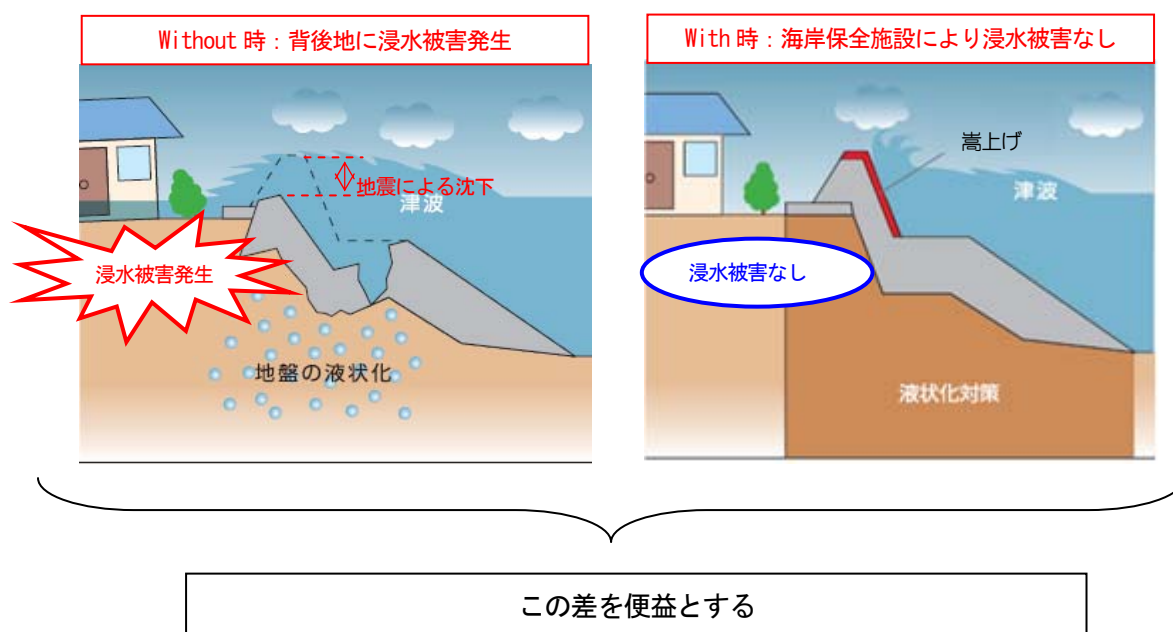 Without 時：背後地に浸水被害発生
With 時：海岸保全施設により浸水被害なし
嵩上げ
地震による沈下
津波
津波
浸水被害発生
浸水被害なし
地盤の液状化
液状化対策
この差を便益とする